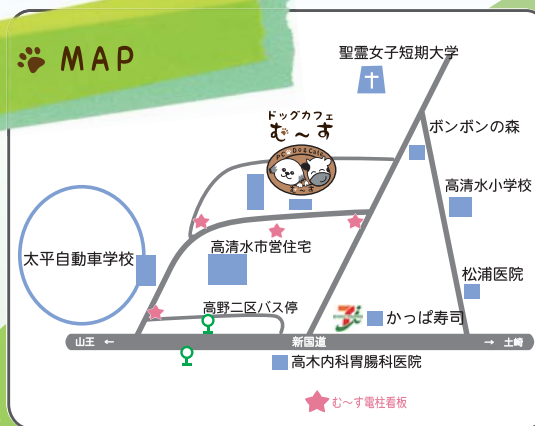 MAP
聖霊女子短期大学
ドッグカフェ
む～す
ボンボンの森
高清水小学校
高清水市営住宅
太平自動車学校
松浦医院
高野二区バス停
かっぱ寿司
山王 ←
新国道
→ 土崎
高木内科胃腸科医院
む～す電柱看板